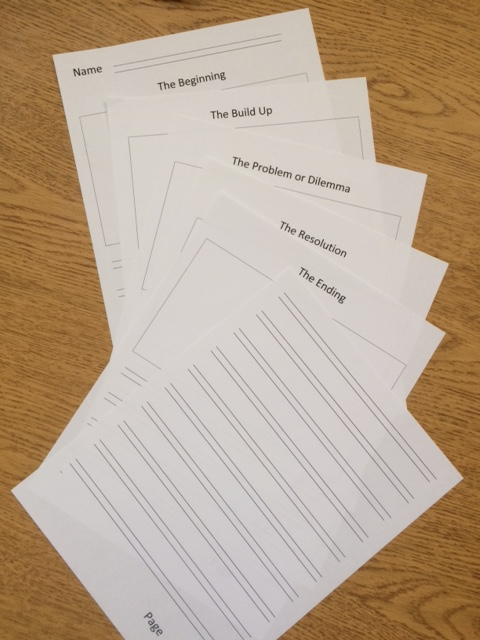 Name
The Beginning
The Build Up
The Problem or Dilemma
The Resolution
The Ending
Page